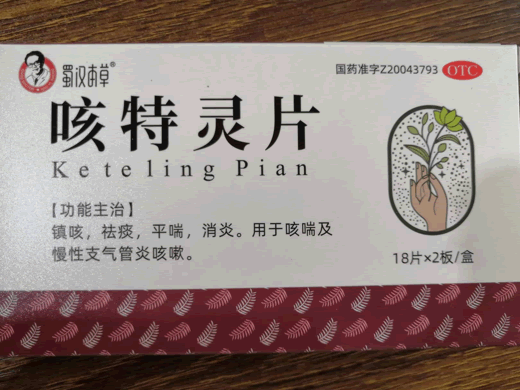 蜀汉本草®
国药准字Z20043793 OTC
咳特灵片
Keteling Pian
【功能主治】
镇咳，祛痰，平喘，消炎。用于咳喘及
慢性支气管炎咳嗽。
18片×2板/盒